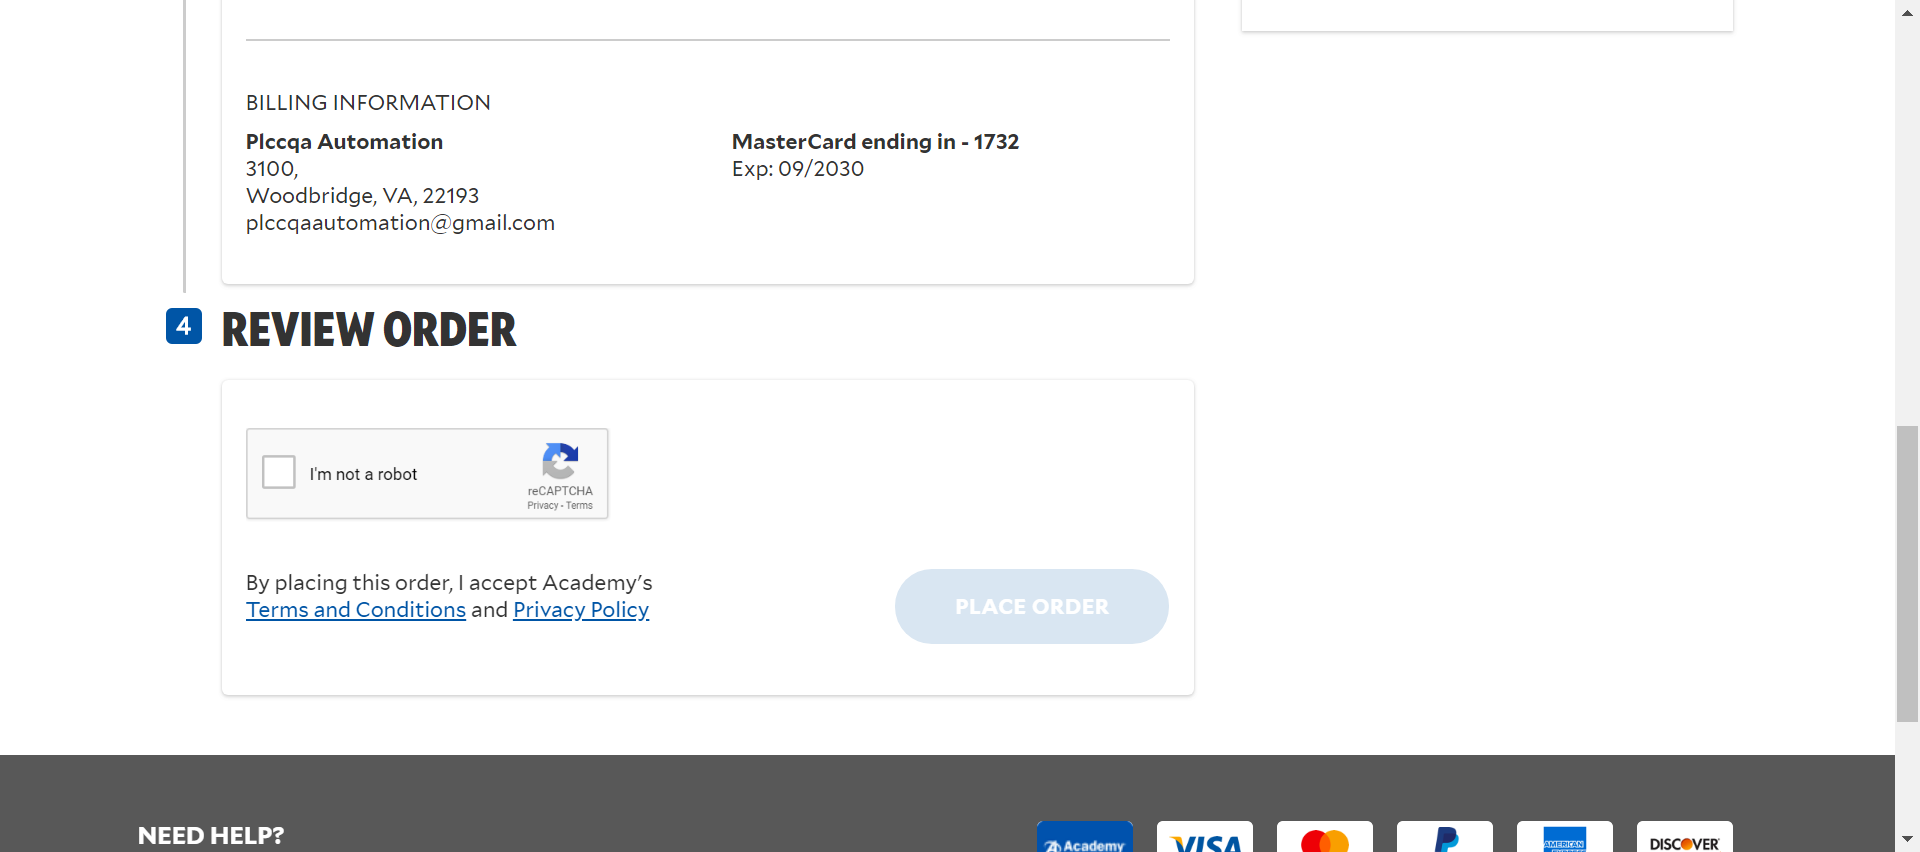 BILLING INFORMATION
Plccqa Automation
3100,
Woodbridge, VA, 22193
plccqaautomation@gmail.com
MasterCard ending in - 1732
Exp: 09/2030
4 REVIEW ORDER
I'm not a robot
reCAPTCHA
Privacy - Terms
By placing this order, I accept Academy's
Terms and Conditions and Privacy Policy
PLACE ORDER
NEED HELP?
Academy
VISA
AMERICAN
DISCOVER